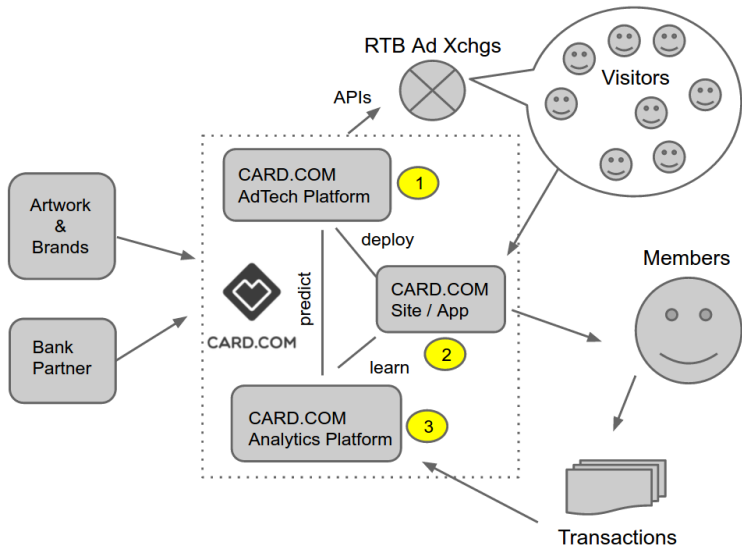 RTB Ad Xchgs
Visitors
APIs
CARD.COM
AdTech Platform
1
Artwork
&
Brands
deploy
Members
predict
CARD.COM
Site / App
CARD.COM
Bank
Partner
2
learn
CARD.COM
Analytics Platform
3
Transactions